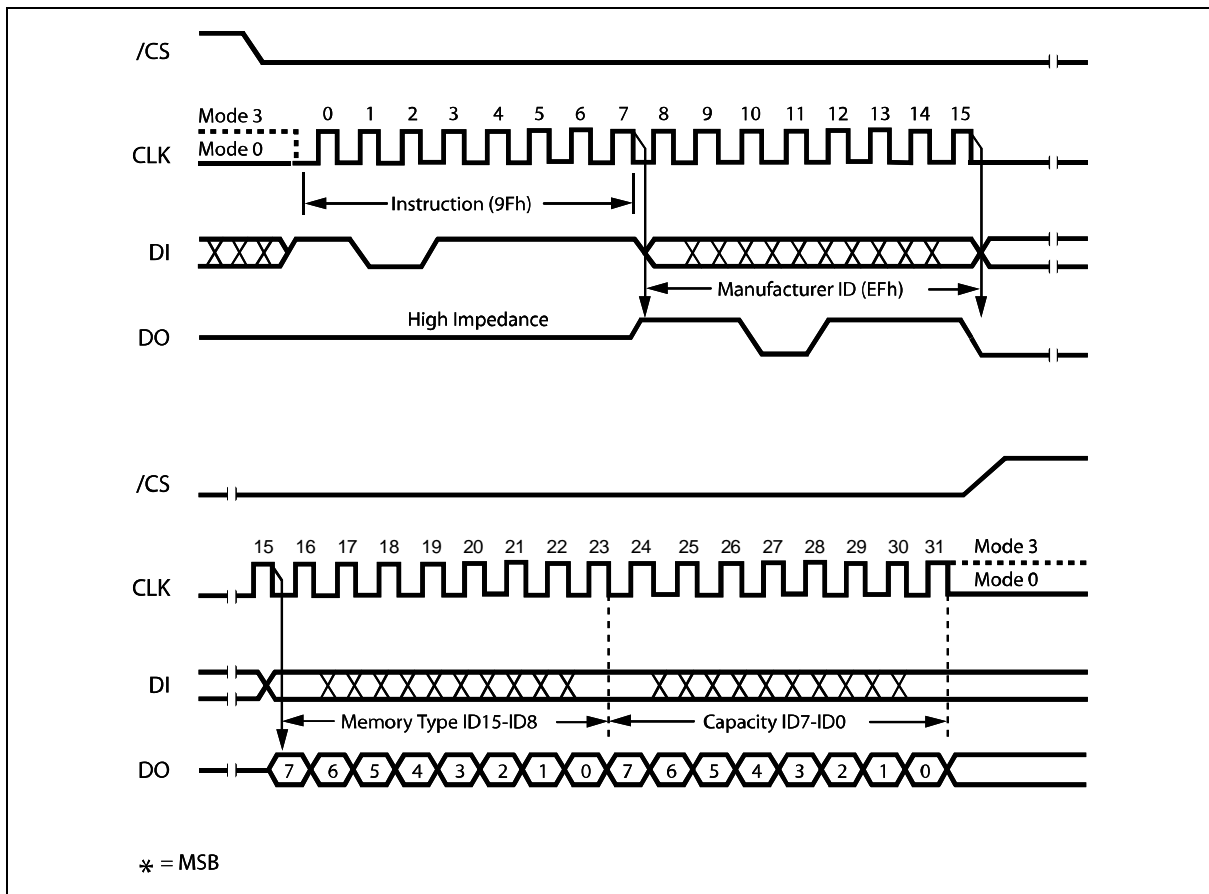 /CS
Mode 3
0 1 2 3 4 5 6 7 8 9 10 11 12 13 14 15
CLK
Mode 0
Instruction (9Fh)
DI
Manufacturer ID (EFh)
High Impedance
DO
/CS
15 16 17 18 19 20 21 22 23 24 25 26 27 28 29 30 31
Mode 3
CLK
Mode 0
DI
Memory Type ID15-ID8
Capacity ID7-ID0
DO
7 6 5 4 3 2 1 0 7 6 5 4 3 2 1 0
* = MSB